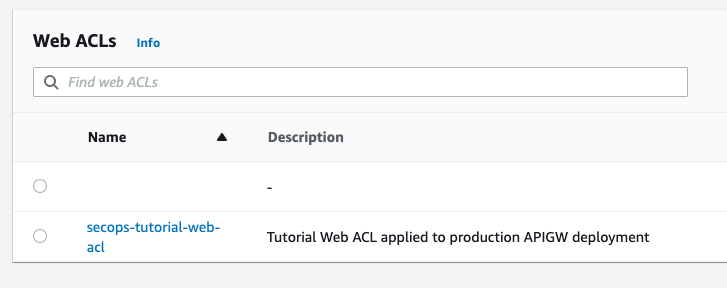 Web ACLs Info
Find web ACLs
Name Description
-
secops-tutorial-web-
acl
Tutorial Web ACL applied to production APIGW deployment